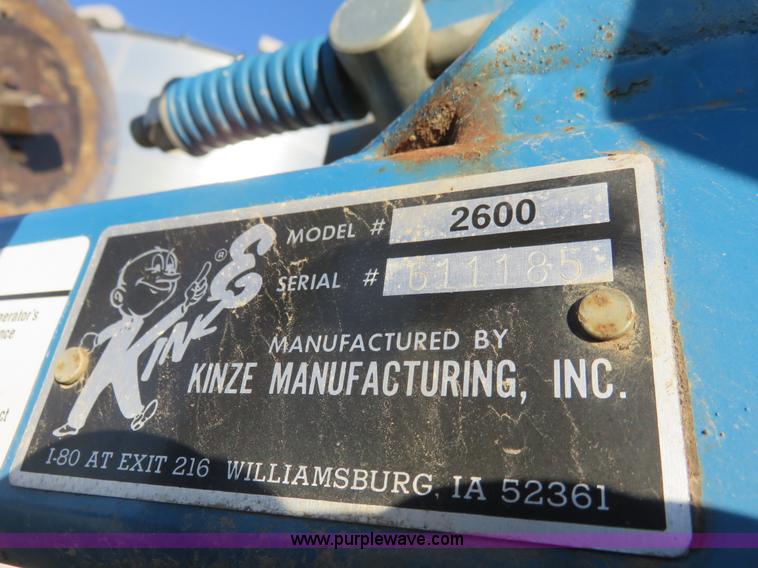 MODEL # 2600
SERIAL # 611185
KINZE ®
MANUFACTURED BY
KINZE MANUFACTURING, INC.
I-80 AT EXIT 216 WILLIAMSBURG, IA 52361
www.purplewave.com